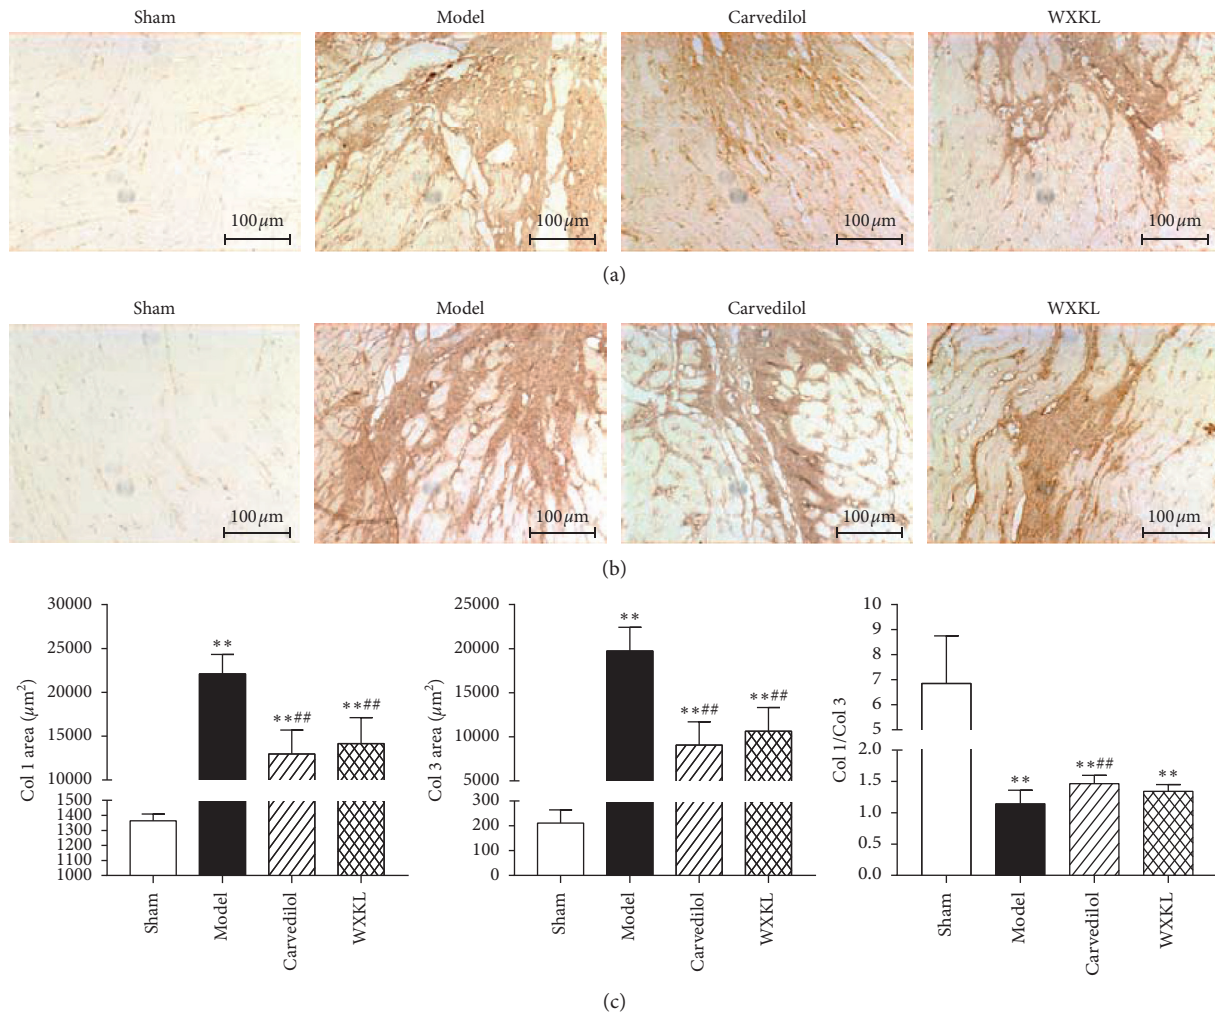 Sham Model Carvedilol WXKL
100 μm 100 μm 100 μm 100 μm
(a)
Sham Model Carvedilol WXKL
100 μm 100 μm 100 μm 100 μm
(b)
Col 1 area (μm²)
30000
25000
20000
15000
10000
1500
1400
1300
1200
1100
1000
**
**##
**##
Sham
Model
Carvedilol
WXKL
Col 3 area (μm²)
25000
20000
15000
10000
5000
300
200
100
0
**
**##
**##
Sham
Model
Carvedilol
WXKL
Col 1/Col 3
10
9
8
7
6
5
2.0
1.5
1.0
0.5
0.0
**
**##
**
Sham
Model
Carvedilol
WXKL
(c)